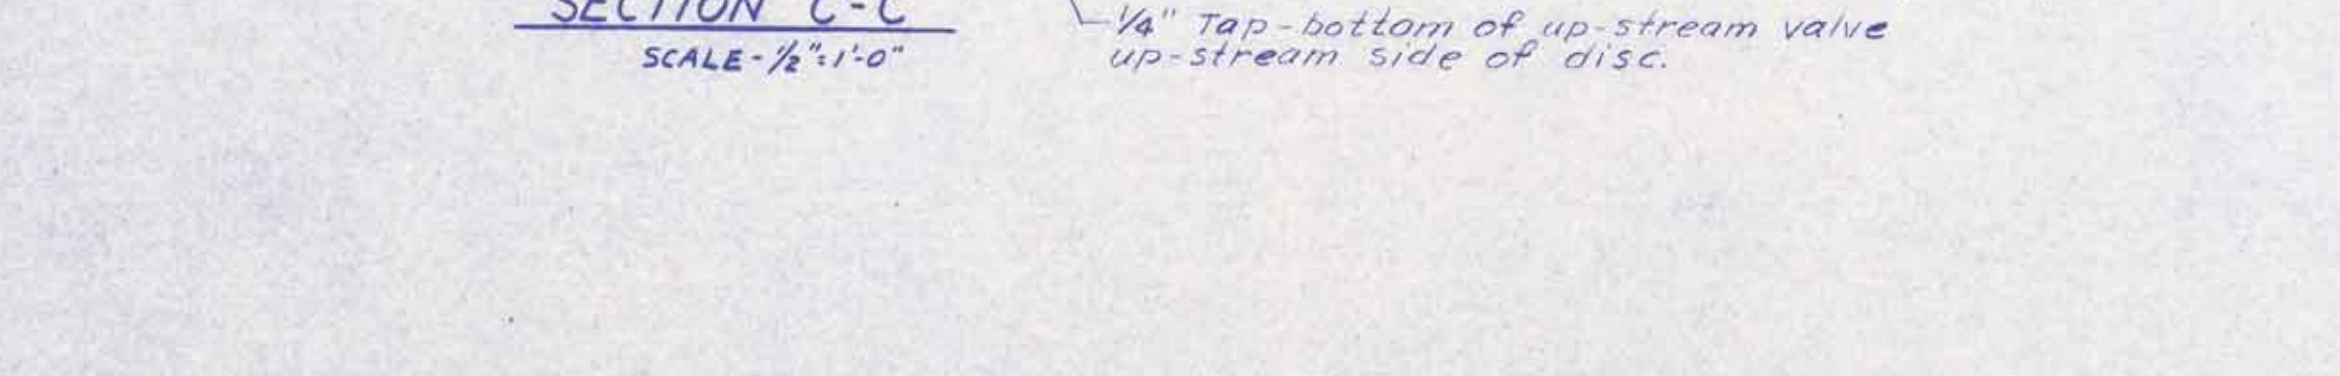 SECTION C-C
SCALE-1/2"=1'-0"
1/4" Tap-bottom of up-stream valve
up-stream side of disc.